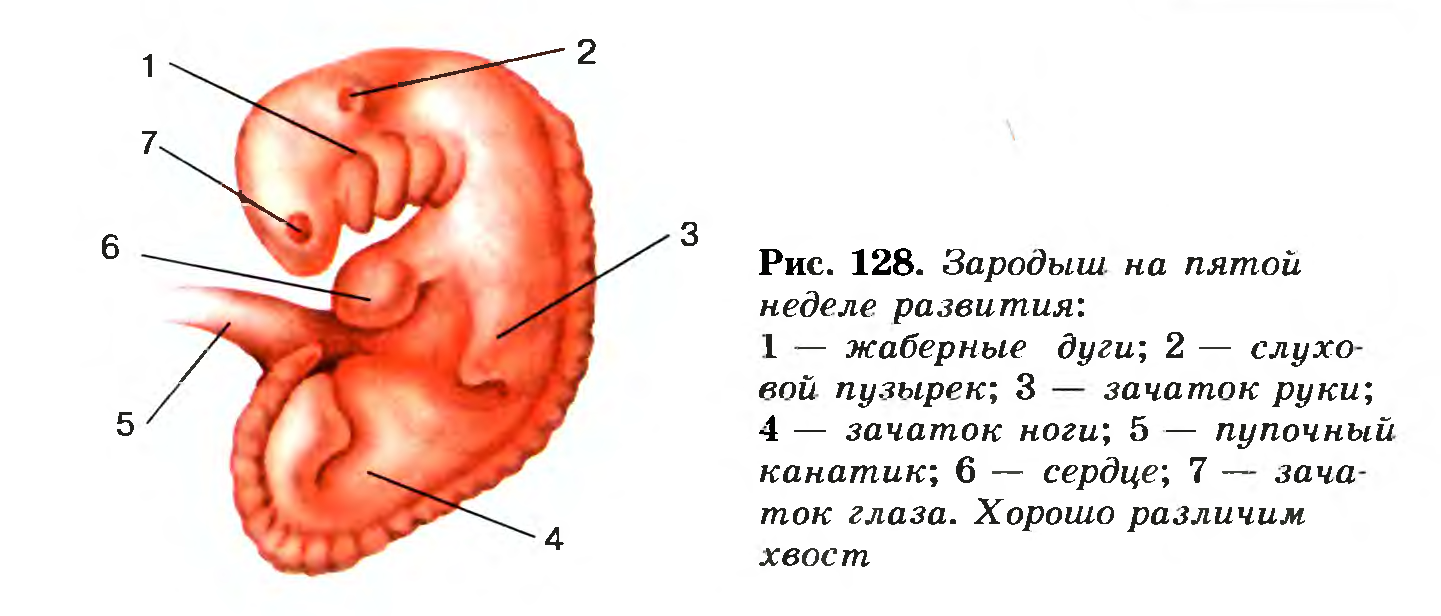 1
2
7
6
3
5
4
Рис. 128. Зародыш на пятой
неделе развития:
1 — жаберные дуги; 2 — слухо-
вой пузырек; 3 — зачаток руки;
4 — зачаток ноги; 5 — пупочный
канатик; 6 — сердце; 7 — зача-
ток глаза. Хорошо различим
хвост